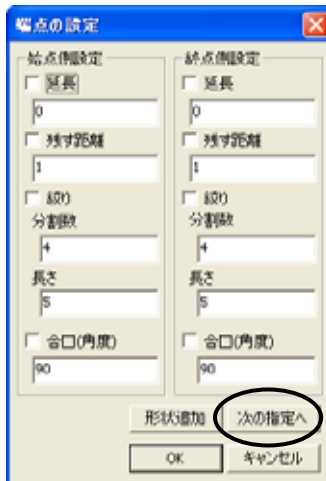 端点の設定
始点側設定
延長
0
残す距離
1
絞り
分割数
4
長さ
5
合口(角度)
90
終点側設定
延長
0
残す距離
1
絞り
分割数
4
長さ
5
合口(角度)
90
形状追加
次の指定へ
OK
キャンセル